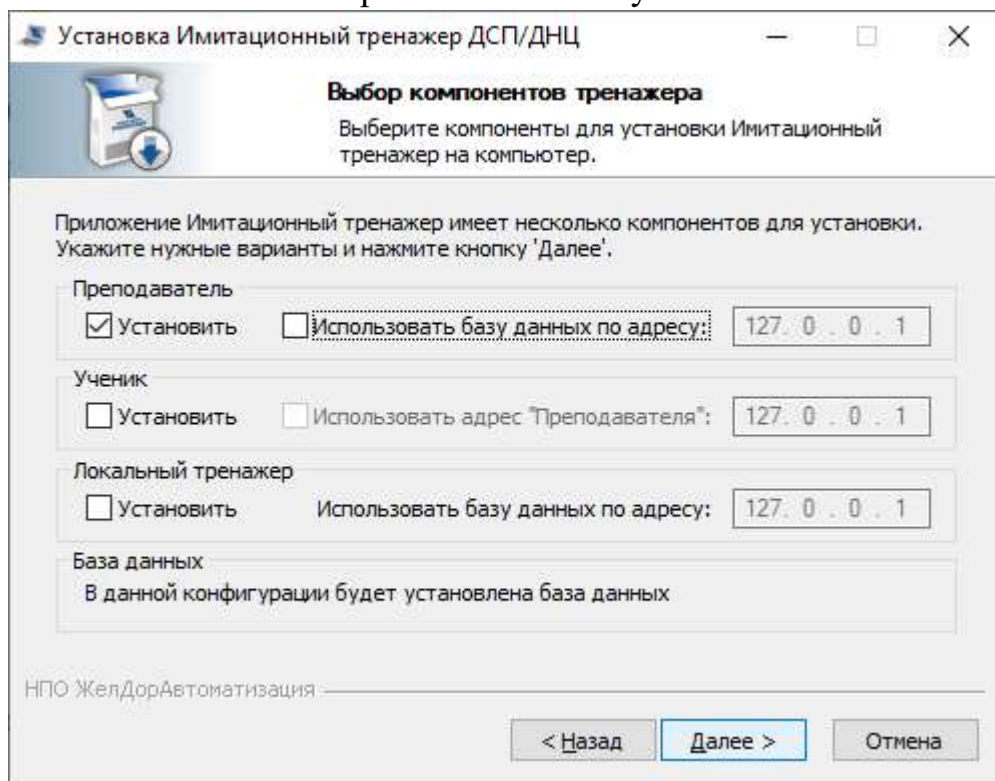 Установка Имитационный тренажер ДСП/ДНЦ
Выбор компонентов тренажера
Выберите компоненты для установки Имитационный
тренажер на компьютер.
Приложение Имитационный тренажер имеет несколько компонентов для установки.
Укажите нужные варианты и нажмите кнопку 'Далее'.
Преподаватель
Установить Использовать базу данных по адресу: 127. 0 . 0 . 1
Ученик
Установить Использовать адрес "Преподавателя": 127. 0 . 0 . 1
Локальный тренажер
Установить Использовать базу данных по адресу: 127. 0 . 0 . 1
База данных
В данной конфигурации будет установлена база данных
НПО ЖелДорАвтоматизация
< Назад Далее > Отмена